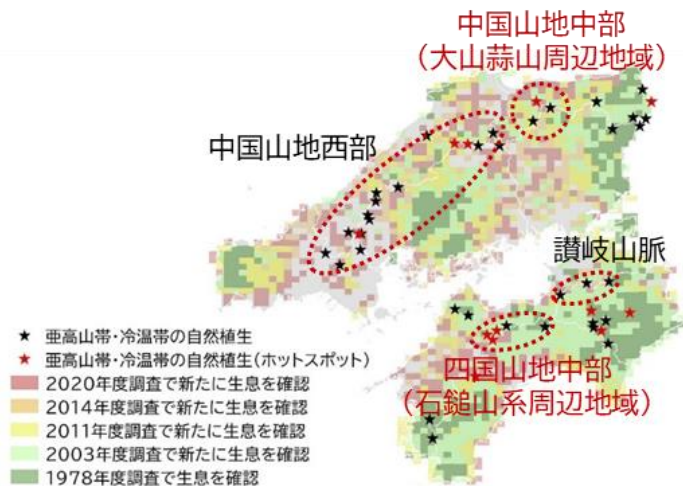 中国山地中部
（大山蒜山周辺地域）
中国山地西部
讃岐山脈
四国山地中部
（石鎚山系周辺地域）
★ 亜高山帯・冷温帯の自然植生
★ 亜高山帯・冷温帯の自然植生(ホットスポット)
2020年度調査で新たに生息を確認
2014年度調査で新たに生息を確認
2011年度調査で新たに生息を確認
2003年度調査で新たに生息を確認
1978年度調査で生息を確認